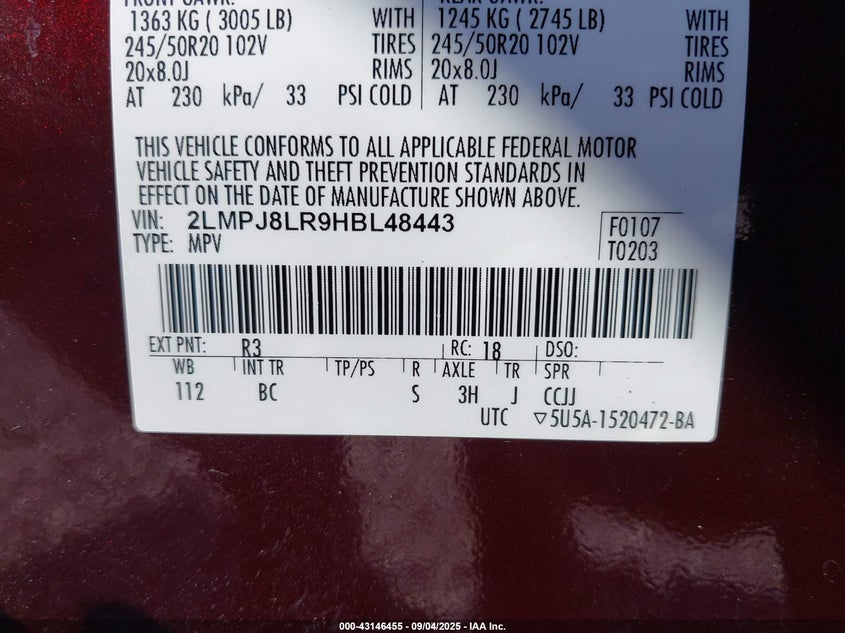 FRONT GAWR: REAR GAWR:
1363 KG ( 3005 LB) WITH 1245 KG ( 2745 LB) WITH
245/50R20 102V TIRES 245/50R20 102V TIRES
20x8.0J RIMS 20x8.0J RIMS
AT 230 kPa/ 33 PSI COLD AT 230 kPa/ 33 PSI COLD
THIS VEHICLE CONFORMS TO ALL APPLICABLE FEDERAL MOTOR
VEHICLE SAFETY AND THEFT PREVENTION STANDARDS IN
EFFECT ON THE DATE OF MANUFACTURE SHOWN ABOVE.
VIN: 2LMPJ8LR9HBL48443 F0107
TYPE: MPV T0203
EXT PNT: R3 RC: 18 DSO:
WB INT TR TP/PS R AXLE TR SPR
112 BC S 3H J CCJJ
UTC ▽5U5A-1520472-BA
000-43146455 - 09/04/2025 - IAA Inc.